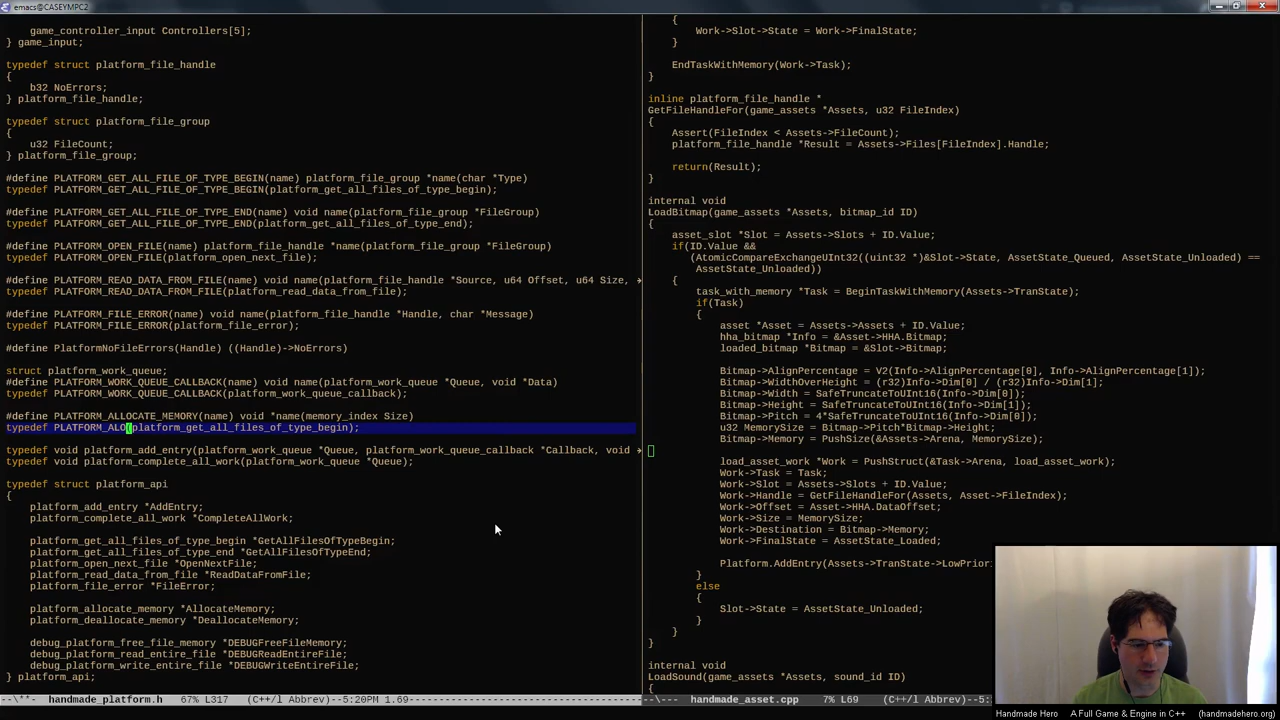 emacs@CASEYMPC2
game_controller_input Controllers[5];
} game_input;
typedef struct platform_file_handle
{
b32 NoErrors;
} platform_file_handle;
typedef struct platform_file_group
{
u32 FileCount;
} platform_file_group;
#define PLATFORM_GET_ALL_FILE_OF_TYPE_BEGIN(name) platform_file_group *name(char *Type)
typedef PLATFORM_GET_ALL_FILE_OF_TYPE_BEGIN(platform_get_all_files_of_type_begin);
#define PLATFORM_GET_ALL_FILE_OF_TYPE_END(name) void name(platform_file_group *FileGroup)
typedef PLATFORM_GET_ALL_FILE_OF_TYPE_END(platform_get_all_files_of_type_end);
#define PLATFORM_OPEN_FILE(name) platform_file_handle *name(platform_file_group *FileGroup)
typedef PLATFORM_OPEN_FILE(platform_open_next_file);
#define PLATFORM_READ_DATA_FROM_FILE(name) void name(platform_file_handle *Source, u64 Offset, u64 Size,
typedef PLATFORM_READ_DATA_FROM_FILE(platform_read_data_from_file);
#define PLATFORM_FILE_ERROR(name) void name(platform_file_handle *Handle, char *Message)
typedef PLATFORM_FILE_ERROR(platform_file_error);
#define PlatformNoFileErrors(Handle) ((Handle)->NoErrors)
struct platform_work_queue;
#define PLATFORM_WORK_QUEUE_CALLBACK(name) void name(platform_work_queue *Queue, void *Data)
typedef PLATFORM_WORK_QUEUE_CALLBACK(platform_work_queue_callback);
#define PLATFORM_ALLOCATE_MEMORY(name) void *name(memory_index Size)
typedef PLATFORM_ALO(platform_get_all_files_of_type_begin);
typedef void platform_add_entry(platform_work_queue *Queue, platform_work_queue_callback *Callback, void
typedef void platform_complete_all_work(platform_work_queue *Queue);
typedef struct platform_api
{
platform_add_entry *AddEntry;
platform_complete_all_work *CompleteAllWork;
platform_get_all_files_of_type_begin *GetAllFilesOfTypeBegin;
platform_get_all_files_of_type_end *GetAllFilesOfTypeEnd;
platform_open_next_file *OpenNextFile;
platform_read_data_from_file *ReadDataFromFile;
platform_file_error *FileError;
platform_allocate_memory *AllocateMemory;
platform_deallocate_memory *DeallocateMemory;
debug_platform_free_file_memory *DEBUGFreeFileMemory;
debug_platform_read_entire_file *DEBUGReadEntireFile;
debug_platform_write_entire_file *DEBUGWriteEntireFile;
} platform_api;
--\**- handmade_platform.h 67% L317 (C++/l Abbrev)--5:20PM 1.69
{
Work->Slot->State = Work->FinalState;
}
EndTaskWithMemory(Work->Task);
}
inline platform_file_handle *
GetFileHandleFor(game_assets *Assets, u32 FileIndex)
{
Assert(FileIndex < Assets->FileCount);
platform_file_handle *Result = Assets->Files[FileIndex].Handle;
return(Result);
}
internal void
LoadBitmap(game_assets *Assets, bitmap_id ID)
{
asset_slot *Slot = Assets->Slots + ID.Value;
if(ID.Value &&
(AtomicCompareExchangeUInt32((uint32 *)&Slot->State, AssetState_Queued, AssetState_Unloaded) ==
AssetState_Unloaded))
{
task_with_memory *Task = BeginTaskWithMemory(Assets->TranState);
if(Task)
{
asset *Asset = Assets->Assets + ID.Value;
hha_bitmap *Info = &Asset->HHA.Bitmap;
loaded_bitmap *Bitmap = &Slot->Bitmap;
Bitmap->AlignPercentage = V2(Info->AlignPercentage[0], Info->AlignPercentage[1]);
Bitmap->WidthOverHeight = (r32)Info->Dim[0] / (r32)Info->Dim[1];
Bitmap->Width = SafeTruncateToUInt16(Info->Dim[0]);
Bitmap->Height = SafeTruncateToUInt16(Info->Dim[1]);
Bitmap->Pitch = 4*SafeTruncateToUInt16(Info->Dim[0]);
u32 MemorySize = Bitmap->Pitch*Bitmap->Height;
Bitmap->Memory = PushSize(&Assets->Arena, MemorySize);
load_asset_work *Work = PushStruct(&Task->Arena, load_asset_work);
Work->Task = Task;
Work->Slot = Assets->Slots + ID.Value;
Work->Handle = GetFileHandleFor(Assets, Asset->FileIndex);
Work->Offset = Asset->HHA.DataOffset;
Work->Size = MemorySize;
Work->Destination = Bitmap->Memory;
Work->FinalState = AssetState_Loaded;
Platform.AddEntry(Assets->TranState->LowPrior
}
else
{
Slot->State = AssetState_Unloaded;
}
}
}
internal void
LoadSound(game_assets *Assets, sound_id ID)
{
--\--- handmade_asset.cpp 7% L69 (C++/l Abbrev)--5:20PM
Handmade Hero A Full Game & Engine in C++ (handmadehero.org)